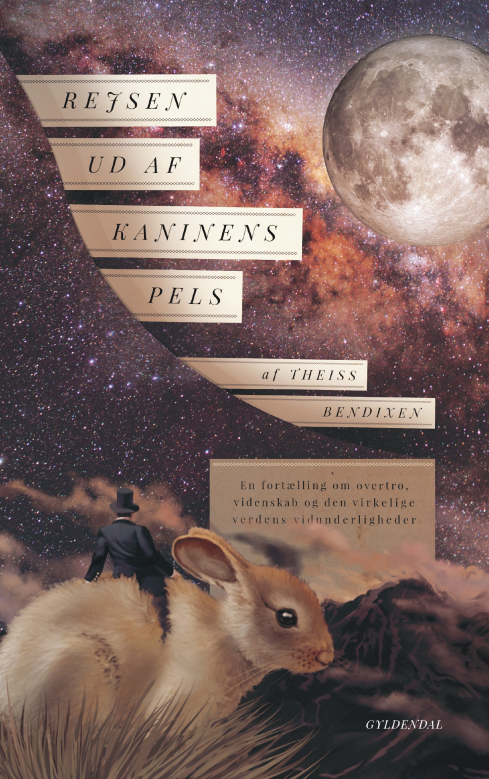 REJSEN
UD AF
KANINENS
PELS
af THEISS
BENDIXEN
En fortælling om overtro,
videnskab og den virkelige
verdens vidunderligheder
GYLDENDAL